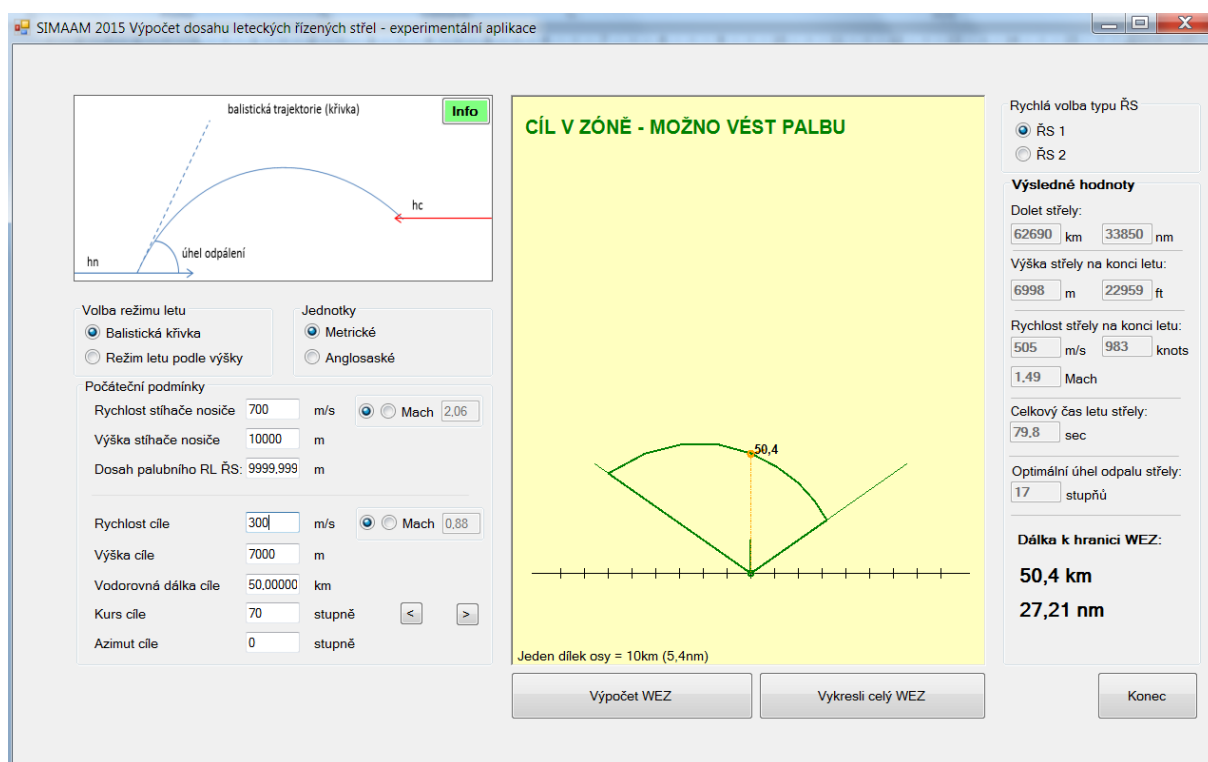 SIMAAM 2015 Výpočet dosahu leteckých řízených střel - experimentální aplikace
balistická trajektorie (křivka)
Info
hc
úhel odpálení
hn
Volba režimu letu
Balistická křivka
Režim letu podle výšky
Jednotky
Metrické
Anglosaské
Počáteční podmínky
Rychlost stíhače nosiče 700 m/s Mach 2,06
Výška stíhače nosiče 10000 m
Dosah palubního RL ŘS: 9999,999 m
Rychlost cíle 300 m/s Mach 0,88
Výška cíle 7000 m
Vodorovná dálka cíle 50,00000 km
Kurs cíle 70 stupně < >
Azimut cíle 0 stupně
CÍL V ZÓNĚ - MOŽNO VÉST PALBU
50,4
Jeden dílek osy = 10km (5,4nm)
Výpočet WEZ
Vykresli celý WEZ
Rychlá volba typu ŘS
ŘS 1
ŘS 2
Výsledné hodnoty
Dolet střely:
62690 km 33850 nm
Výška střely na konci letu:
6998 m 22959 ft
Rychlost střely na konci letu:
505 m/s 983 knots
1,49 Mach
Celkový čas letu střely:
79,8 sec
Optimální úhel odpalu střely:
17 stupňů
Dálka k hranici WEZ:
50,4 km
27,21 nm
Konec